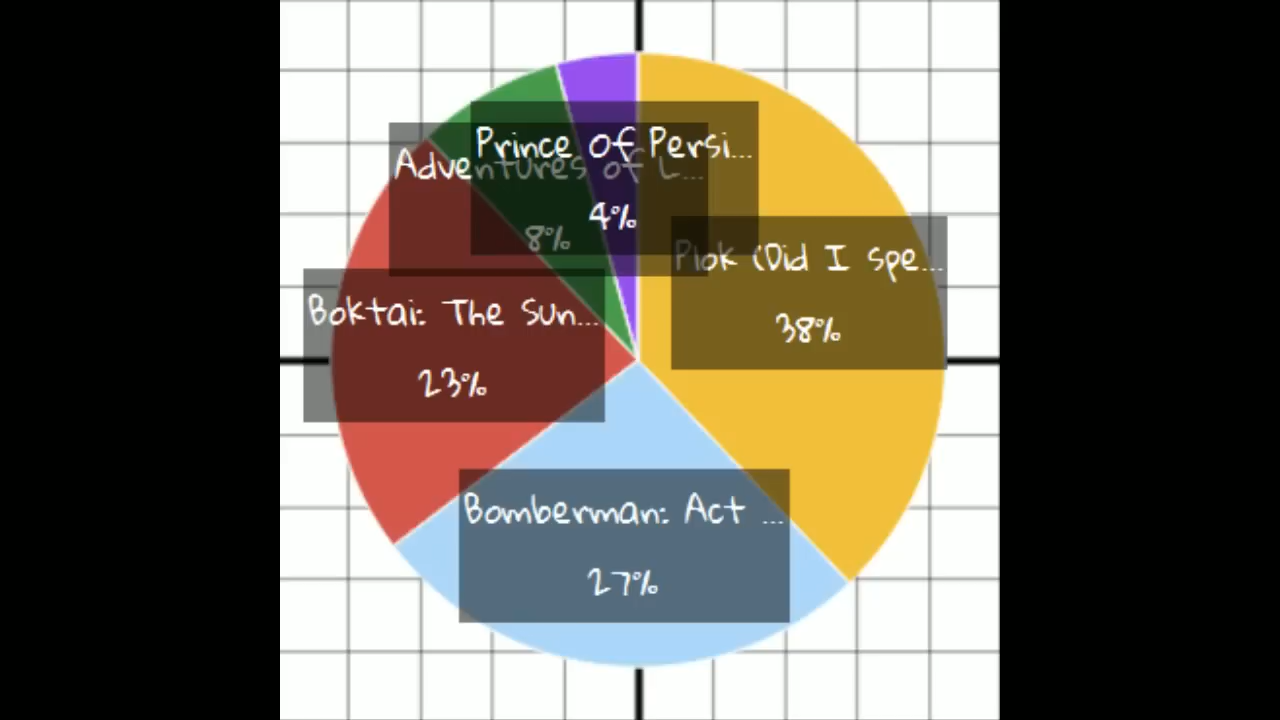 Prince of Persi...
4%
Adventures of L...
8%
Plok (Did I spe...
38%
Boktai: The Sun...
23%
Bomberman: Act ...
27%